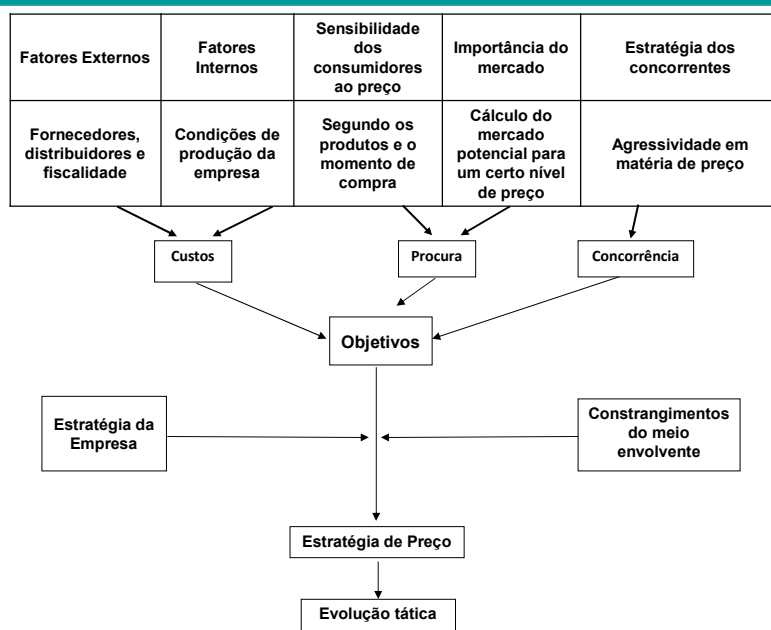 Fatores Externos
Fatores
Internos
Sensibilidade
dos
consumidores
ao preço
Importância do
mercado
Estratégia dos
concorrentes
Fornecedores,
distribuidores e
fiscalidade
Condições de
produção da
empresa
Segundo os
produtos e o
momento de
compra
Cálculo do
mercado
potencial para
um certo nível
de preço
Agressividade em
matéria de preço
Custos
Procura
Concorrência
Objetivos
Estratégia da
Empresa
Constrangimentos
do meio
envolvente
Estratégia de Preço
Evolução tática